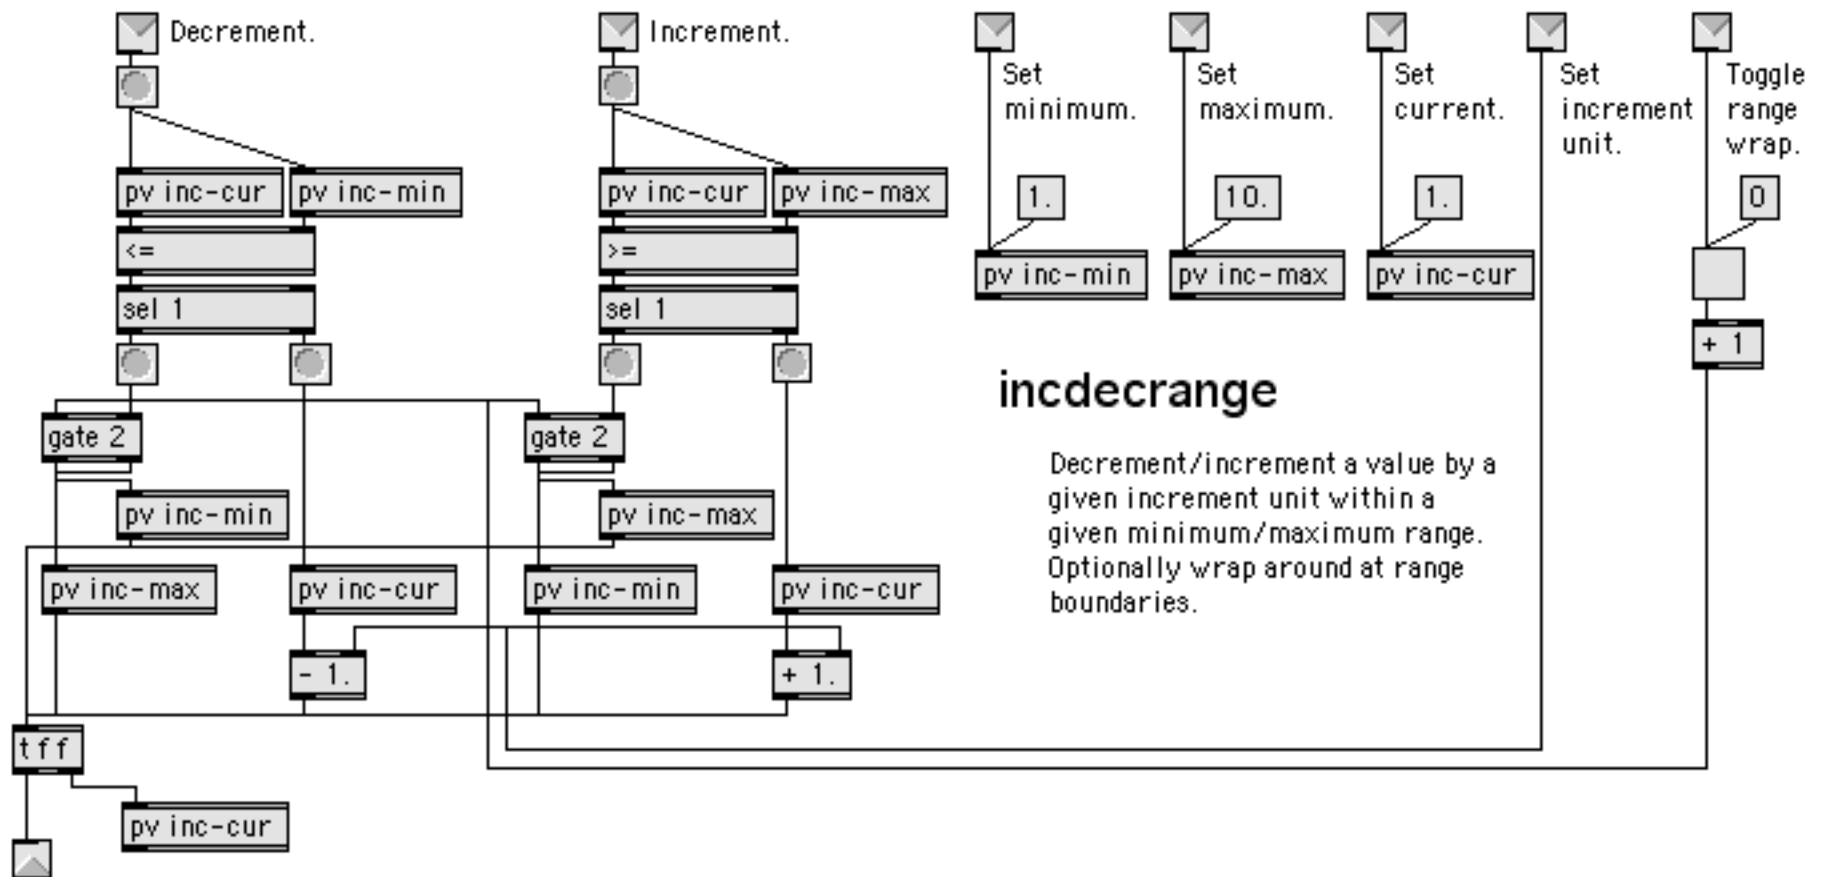 Decrement.
Increment.
Set
minimum.
Set
maximum.
Set
current.
Set
increment
unit.
Toggle
range
wrap.
pv inc-cur
pv inc-min
pv inc-cur
pv inc-max
1.
10.
1.
0
<=
>=
pv inc-min
pv inc-max
pv inc-cur
sel 1
sel 1
+ 1
incdecrange
gate 2
gate 2
Decrement/increment a value by a
given increment unit within a
given minimum/maximum range.
Optionally wrap around at range
boundaries.
pv inc-min
pv inc-max
pv inc-max
pv inc-cur
pv inc-min
pv inc-cur
- 1.
+ 1.
t f f
pv inc-cur